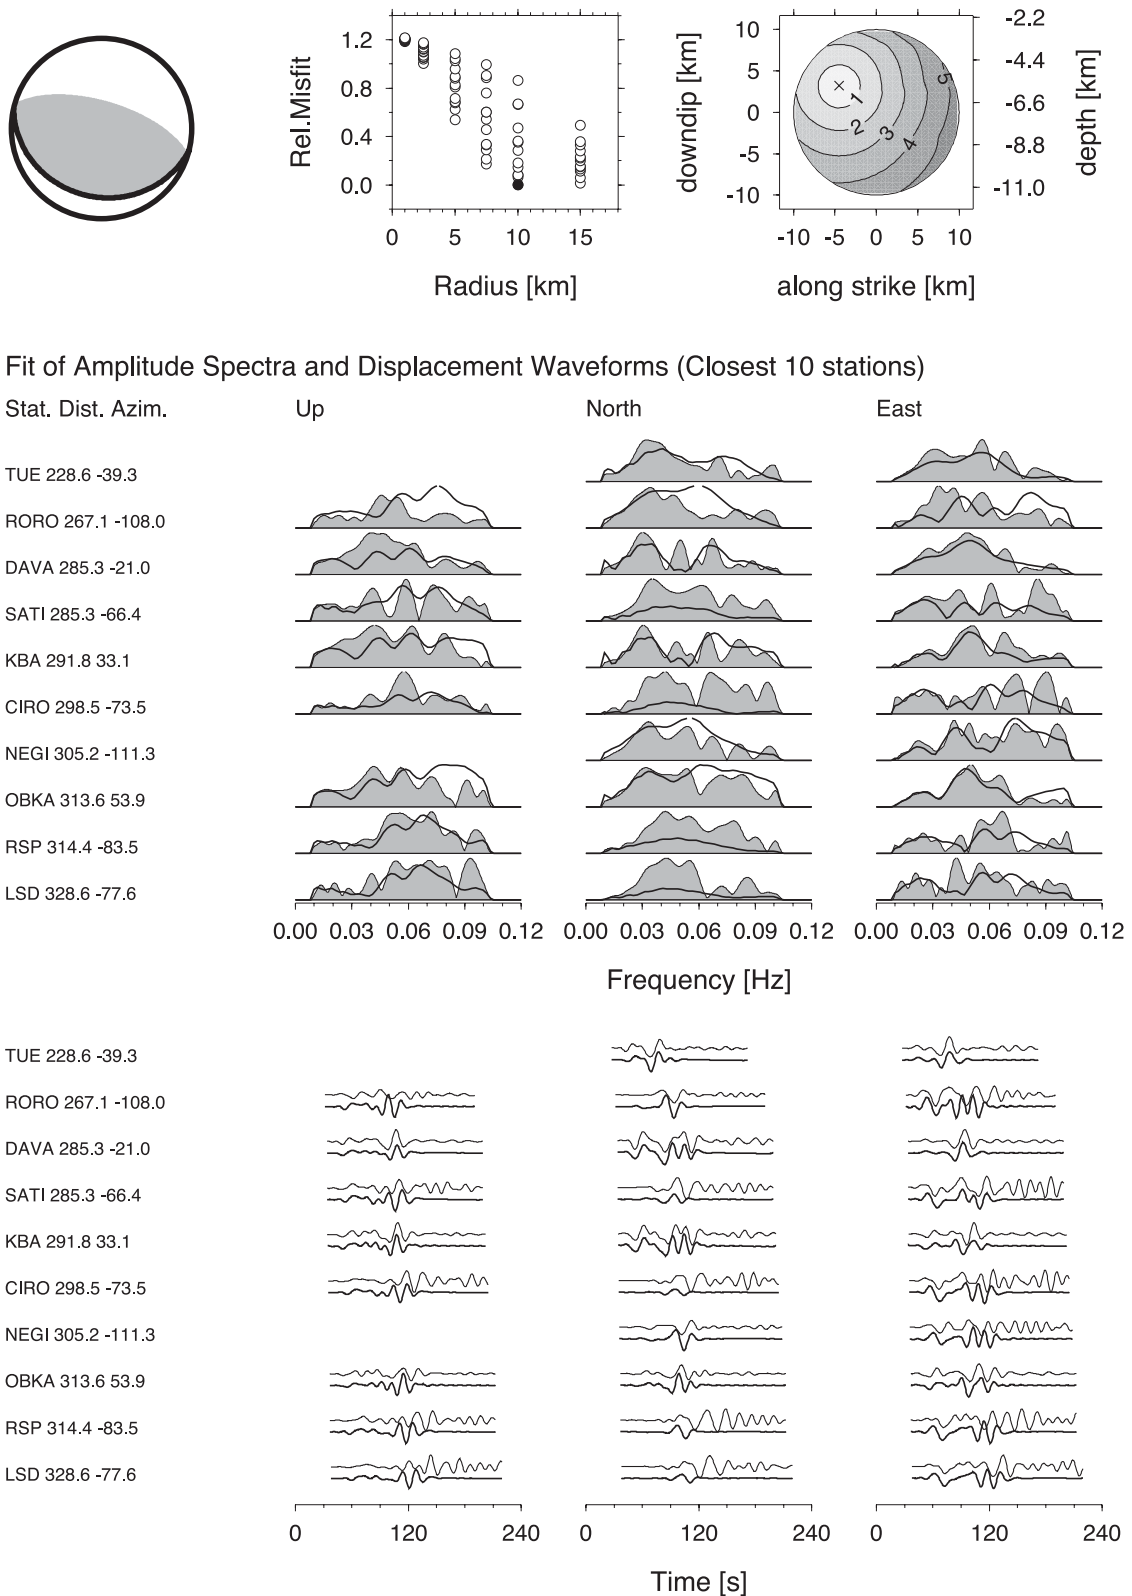 Rel.Misfit
1.2
0.8
0.4
0.0
0 5 10 15
Radius [km]
downdip [km]
10
5
0
-5
-10
1
2
3
4
5
-10 -5 0 5 10
along strike [km]
-2.2
-4.4
-6.6
-8.8
-11.0
depth [km]
Fit of Amplitude Spectra and Displacement Waveforms (Closest 10 stations)
Stat. Dist. Azim. Up North East
TUE 228.6 -39.3
RORO 267.1 -108.0
DAVA 285.3 -21.0
SATI 285.3 -66.4
KBA 291.8 33.1
CIRO 298.5 -73.5
NEGI 305.2 -111.3
OBKA 313.6 53.9
RSP 314.4 -83.5
LSD 328.6 -77.6
0.00 0.03 0.06 0.09 0.12 0.00 0.03 0.06 0.09 0.12 0.00 0.03 0.06 0.09 0.12
Frequency [Hz]
TUE 228.6 -39.3
RORO 267.1 -108.0
DAVA 285.3 -21.0
SATI 285.3 -66.4
KBA 291.8 33.1
CIRO 298.5 -73.5
NEGI 305.2 -111.3
OBKA 313.6 53.9
RSP 314.4 -83.5
LSD 328.6 -77.6
0 120 240 0 120 240 0 120 240
Time [s]